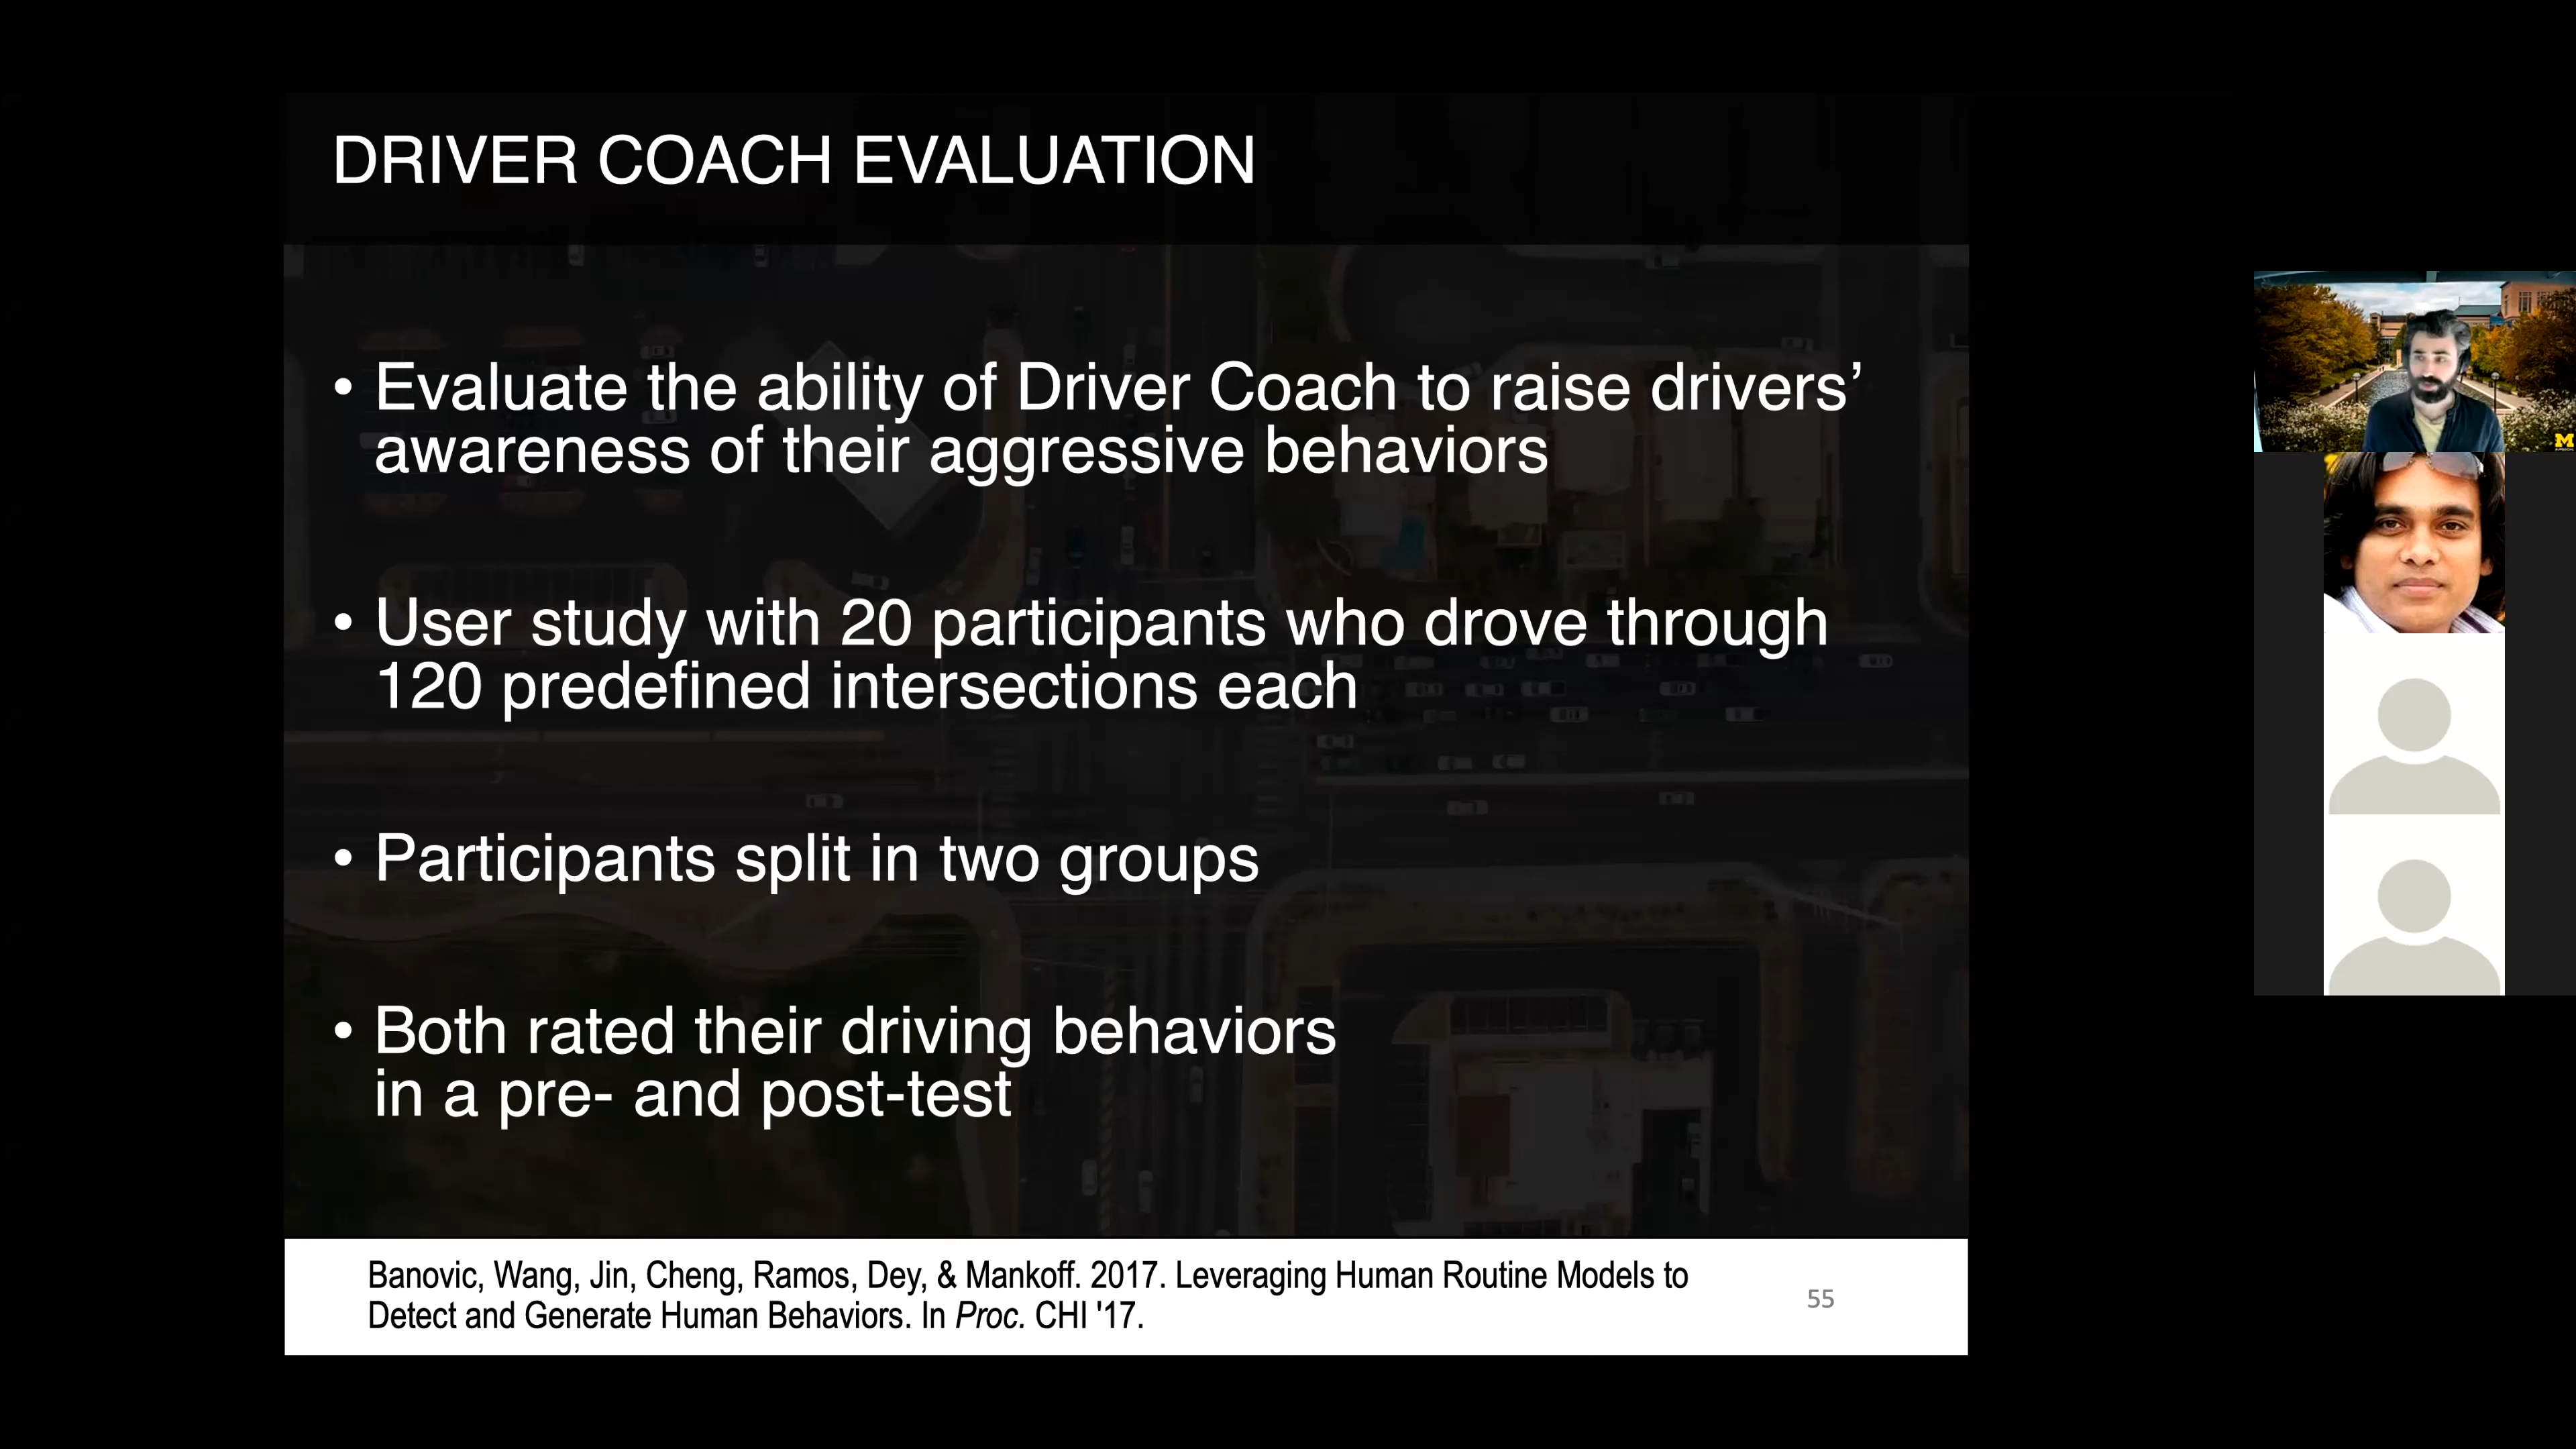 DRIVER COACH EVALUATION
• Evaluate the ability of Driver Coach to raise drivers’
awareness of their aggressive behaviors
• User study with 20 participants who drove through
120 predefined intersections each
• Participants split in two groups
• Both rated their driving behaviors
in a pre- and post-test
Banovic, Wang, Jin, Cheng, Ramos, Dey, & Mankoff. 2017. Leveraging Human Routine Models to
Detect and Generate Human Behaviors. In Proc. CHI '17.
55
M